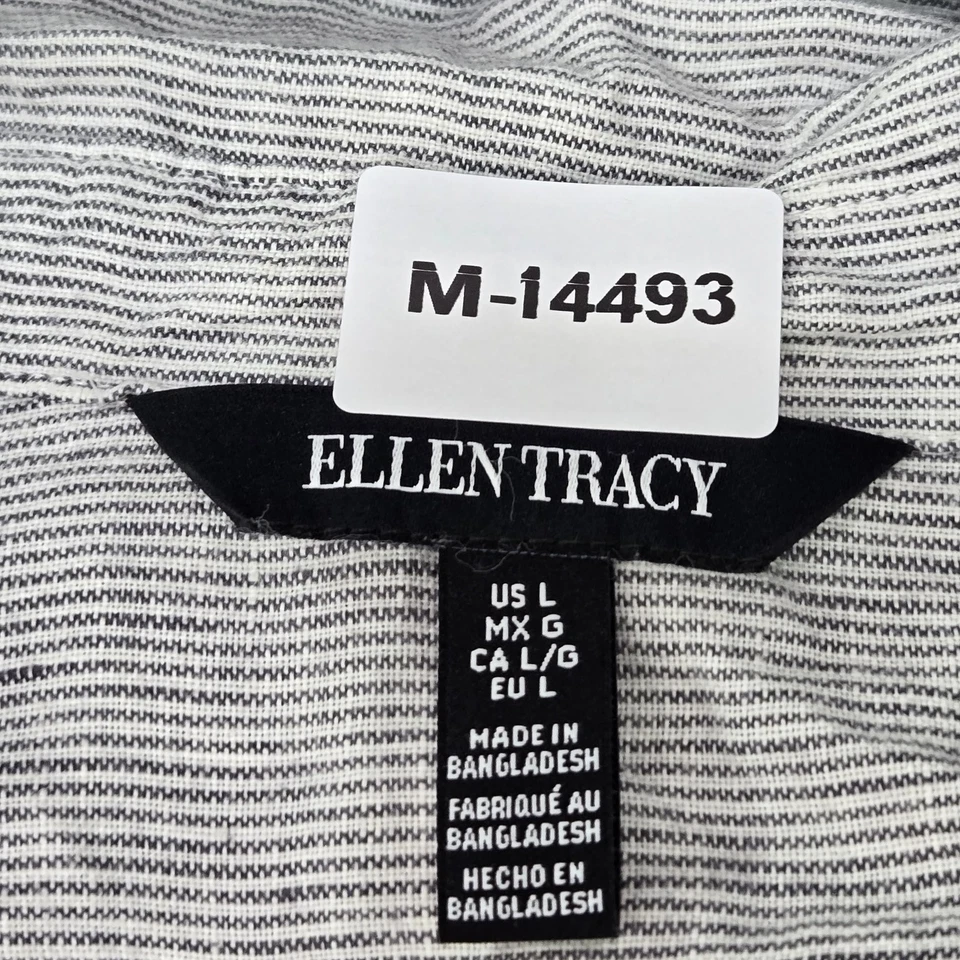 M-14493
ELLEN TRACY
US L
MX G
CA L/G
EU L
MADE IN
BANGLADESH
FABRIQUÉ AU
BANGLADESH
HECHO EN
BANGLADESH